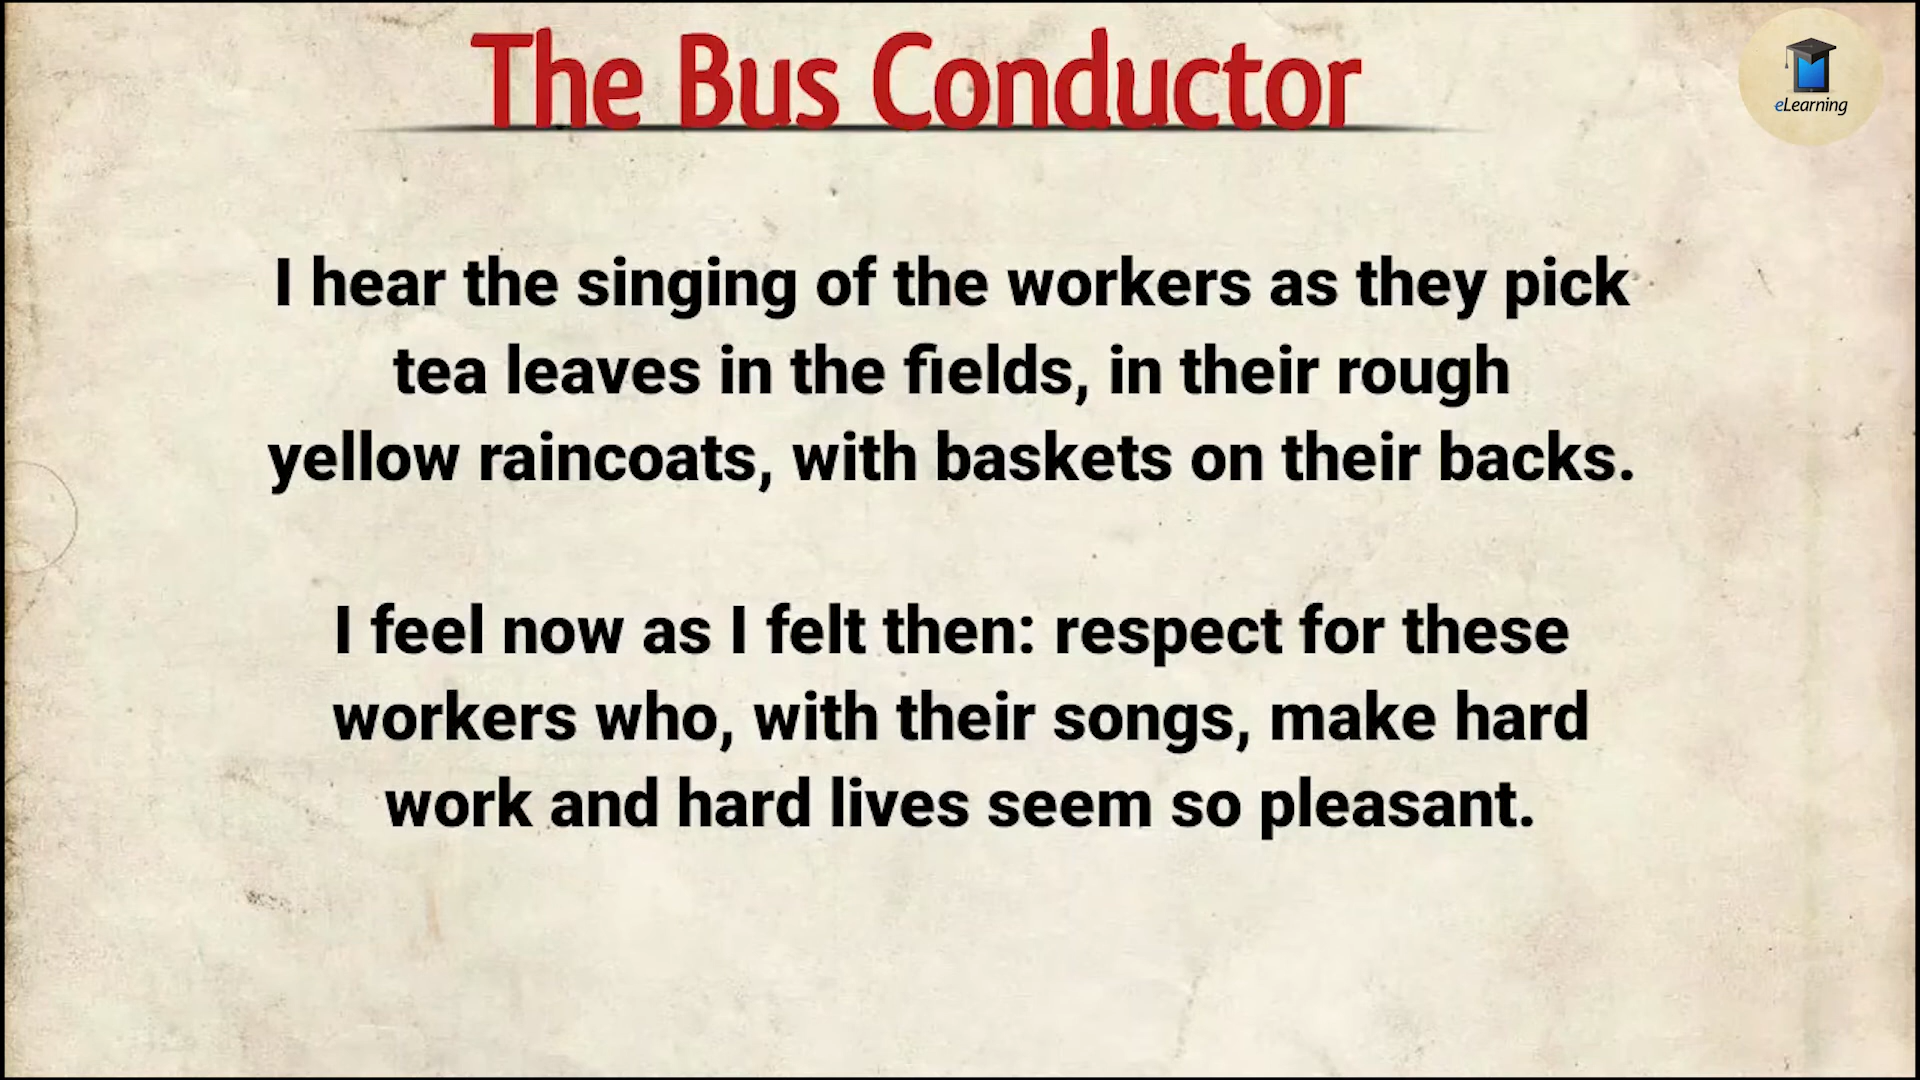 The Bus Conductor
eLearning
I hear the singing of the workers as they pick
tea leaves in the fields, in their rough
yellow raincoats, with baskets on their backs.
I feel now as I felt then: respect for these
workers who, with their songs, make hard
work and hard lives seem so pleasant.